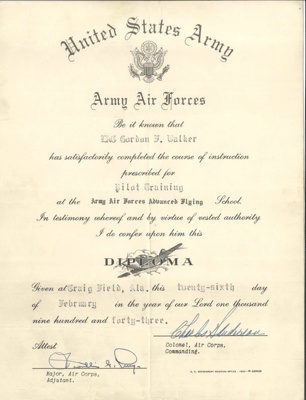 United States Army
Army Air Forces
Be it known that
Gordon F. Walker
has satisfactorily completed the course of instruction
prescribed for
Pilot Training
at the Army Air Forces Advanced Flying School.
In testimony whereof and by virtue of vested authority
I do confer upon him this
DIPLOMA
Given at Craig Field, Ala. this twenty-sixth day
of February in the year of our Lord one thousand
nine hundred and forty-three.
Attest
Colonel, Air Corps,
Commanding.
Major, Air Corps,
Adjutant.